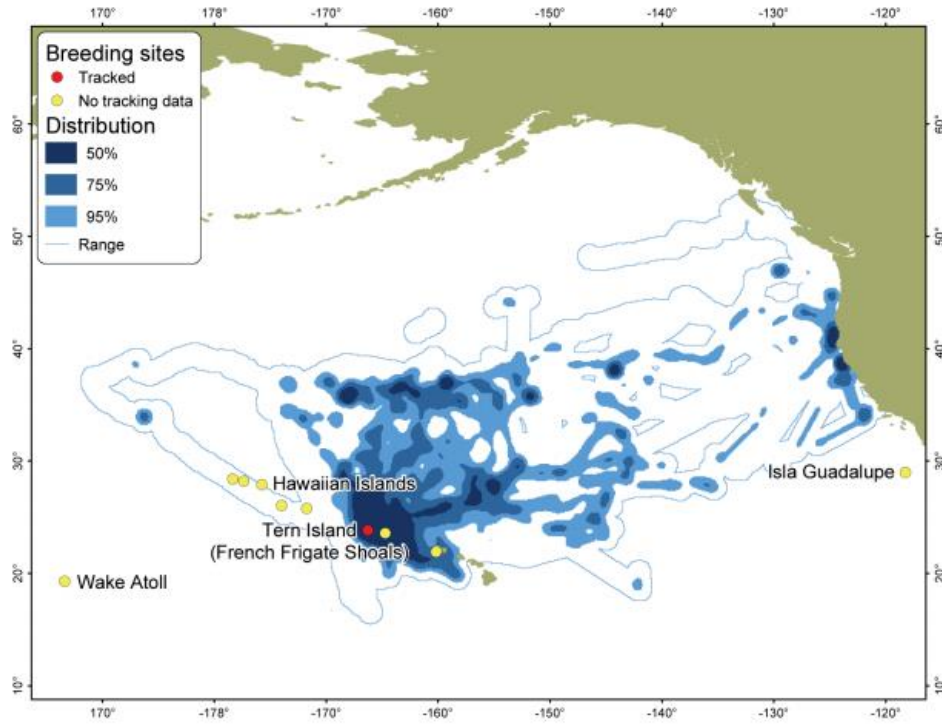 170° -178° -170° -160° -150° -140° -130° -120°
Breeding sites
Tracked
No tracking data
Distribution
50%
75%
95%
Range
60° 60°
50° 50°
40° 40°
30° 30°
Isla Guadalupe
Hawaiian Islands
Tern Island
(French Frigate Shoals)
Wake Atoll
20° 20°
10° 10°
170° -178° -170° -160° -150° -140° -130° -120°